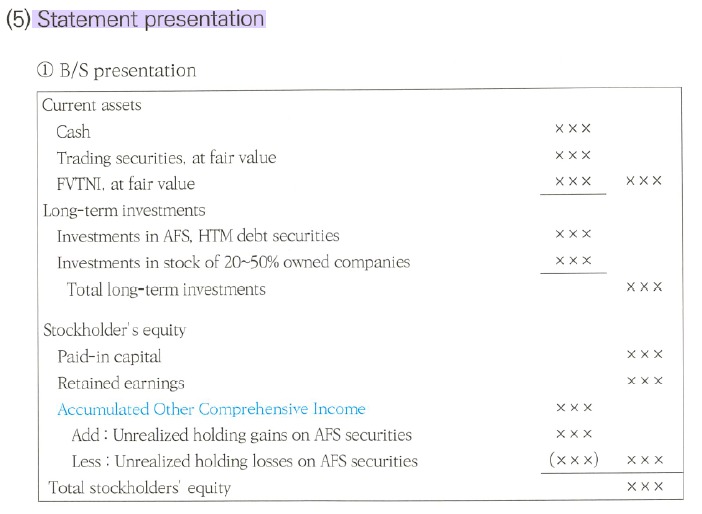 (5) Statement presentation
① B/S presentation
Current assets
Cash ×××
Trading securities, at fair value ×××
FVTNI, at fair value ××× ×××
Long-term investments
Investments in AFS, HTM debt securities ×××
Investments in stock of 20~50% owned companies ×××
Total long-term investments ×××
Stockholder's equity
Paid-in capital ×××
Retained earnings ×××
Accumulated Other Comprehensive Income ×××
Add : Unrealized holding gains on AFS securities ×××
Less : Unrealized holding losses on AFS securities (×××) ×××
Total stockholders' equity ×××